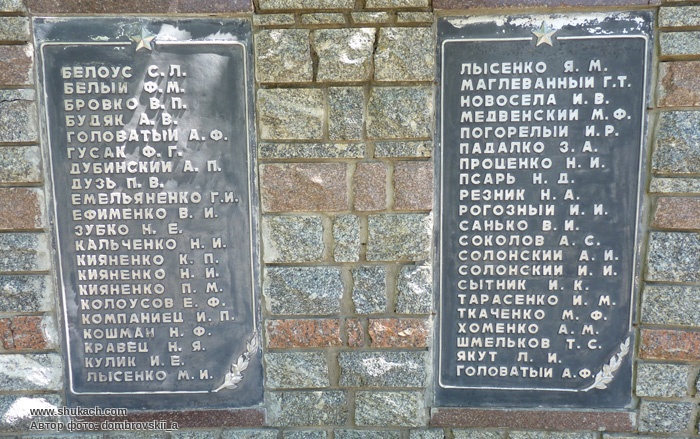 БЕЛОУС С.Л.
БЕЛЫЙ Ф.М.
БРОВКО В.П.
БУДЯК А.В.
ГОЛОВАТЫЙ А.Ф.
ГУСАК Ф.Г.
ДУБИНСКИЙ А.П.
ДУЗЬ П.В.
ЕМЕЛЬЯНЕНКО Г.И.
ЕФИМЕНКО В.И.
ЗУБКО Н.Е.
КАЛЬЧЕНКО Н.И.
КИЯНЕНКО К.П.
КИЯНЕНКО Н.И.
КИЯНЕНКО П.М.
КОЛОУСОВ Е.Ф.
КОМПАНИЕЦ И.П.
КОШМАН Н.Ф.
КРАВЕЦ Н.Я.
КУЛИК И.Е.
ЛЫСЕНКО М.И.
ЛЫСЕНКО Я.М.
МАГЛЕВАННЫЙ Г.Т.
НОВОСЕЛА И.В.
МЕДВЕНСКИЙ М.Ф.
ПОГОРЕЛЫЙ И.Р.
ПАДАЛКО З.А.
ПРОЦЕНКО Н.И.
ПСАРЬ Н.Д.
РЕЗНИК Н.А.
РОГОЗНЫЙ И.И.
САНЬКО В.И.
СОКОЛОВ А.С.
СОЛОНСКИЙ А.И.
СОЛОНСКИЙ И.И.
СЫТНИК И.К.
ТАРАСЕНКО И.М.
ТКАЧЕНКО М.Ф.
ХОМЕНКО А.М.
ШМЕЛЬКОВ Т.С.
ЯКУТ Л.И.
ГОЛОВАТЫЙ А.Ф.
www.shukach.com
Автор фото- dombrovskii_a